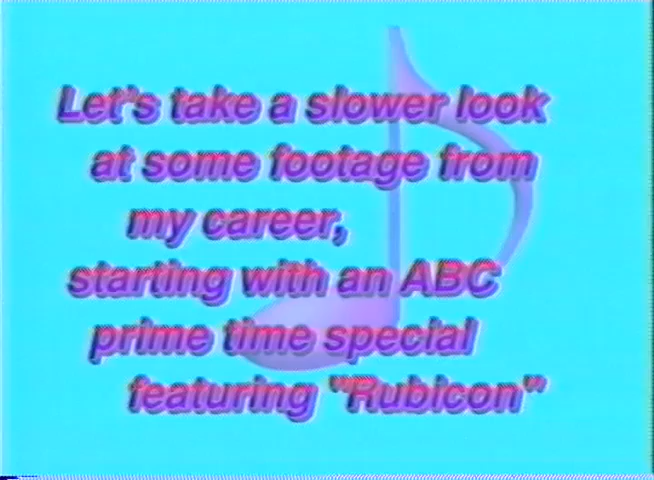 Let's take a slower look
at some footage from
my career,
starting with an ABC
prime time special
featuring "Rubicon"